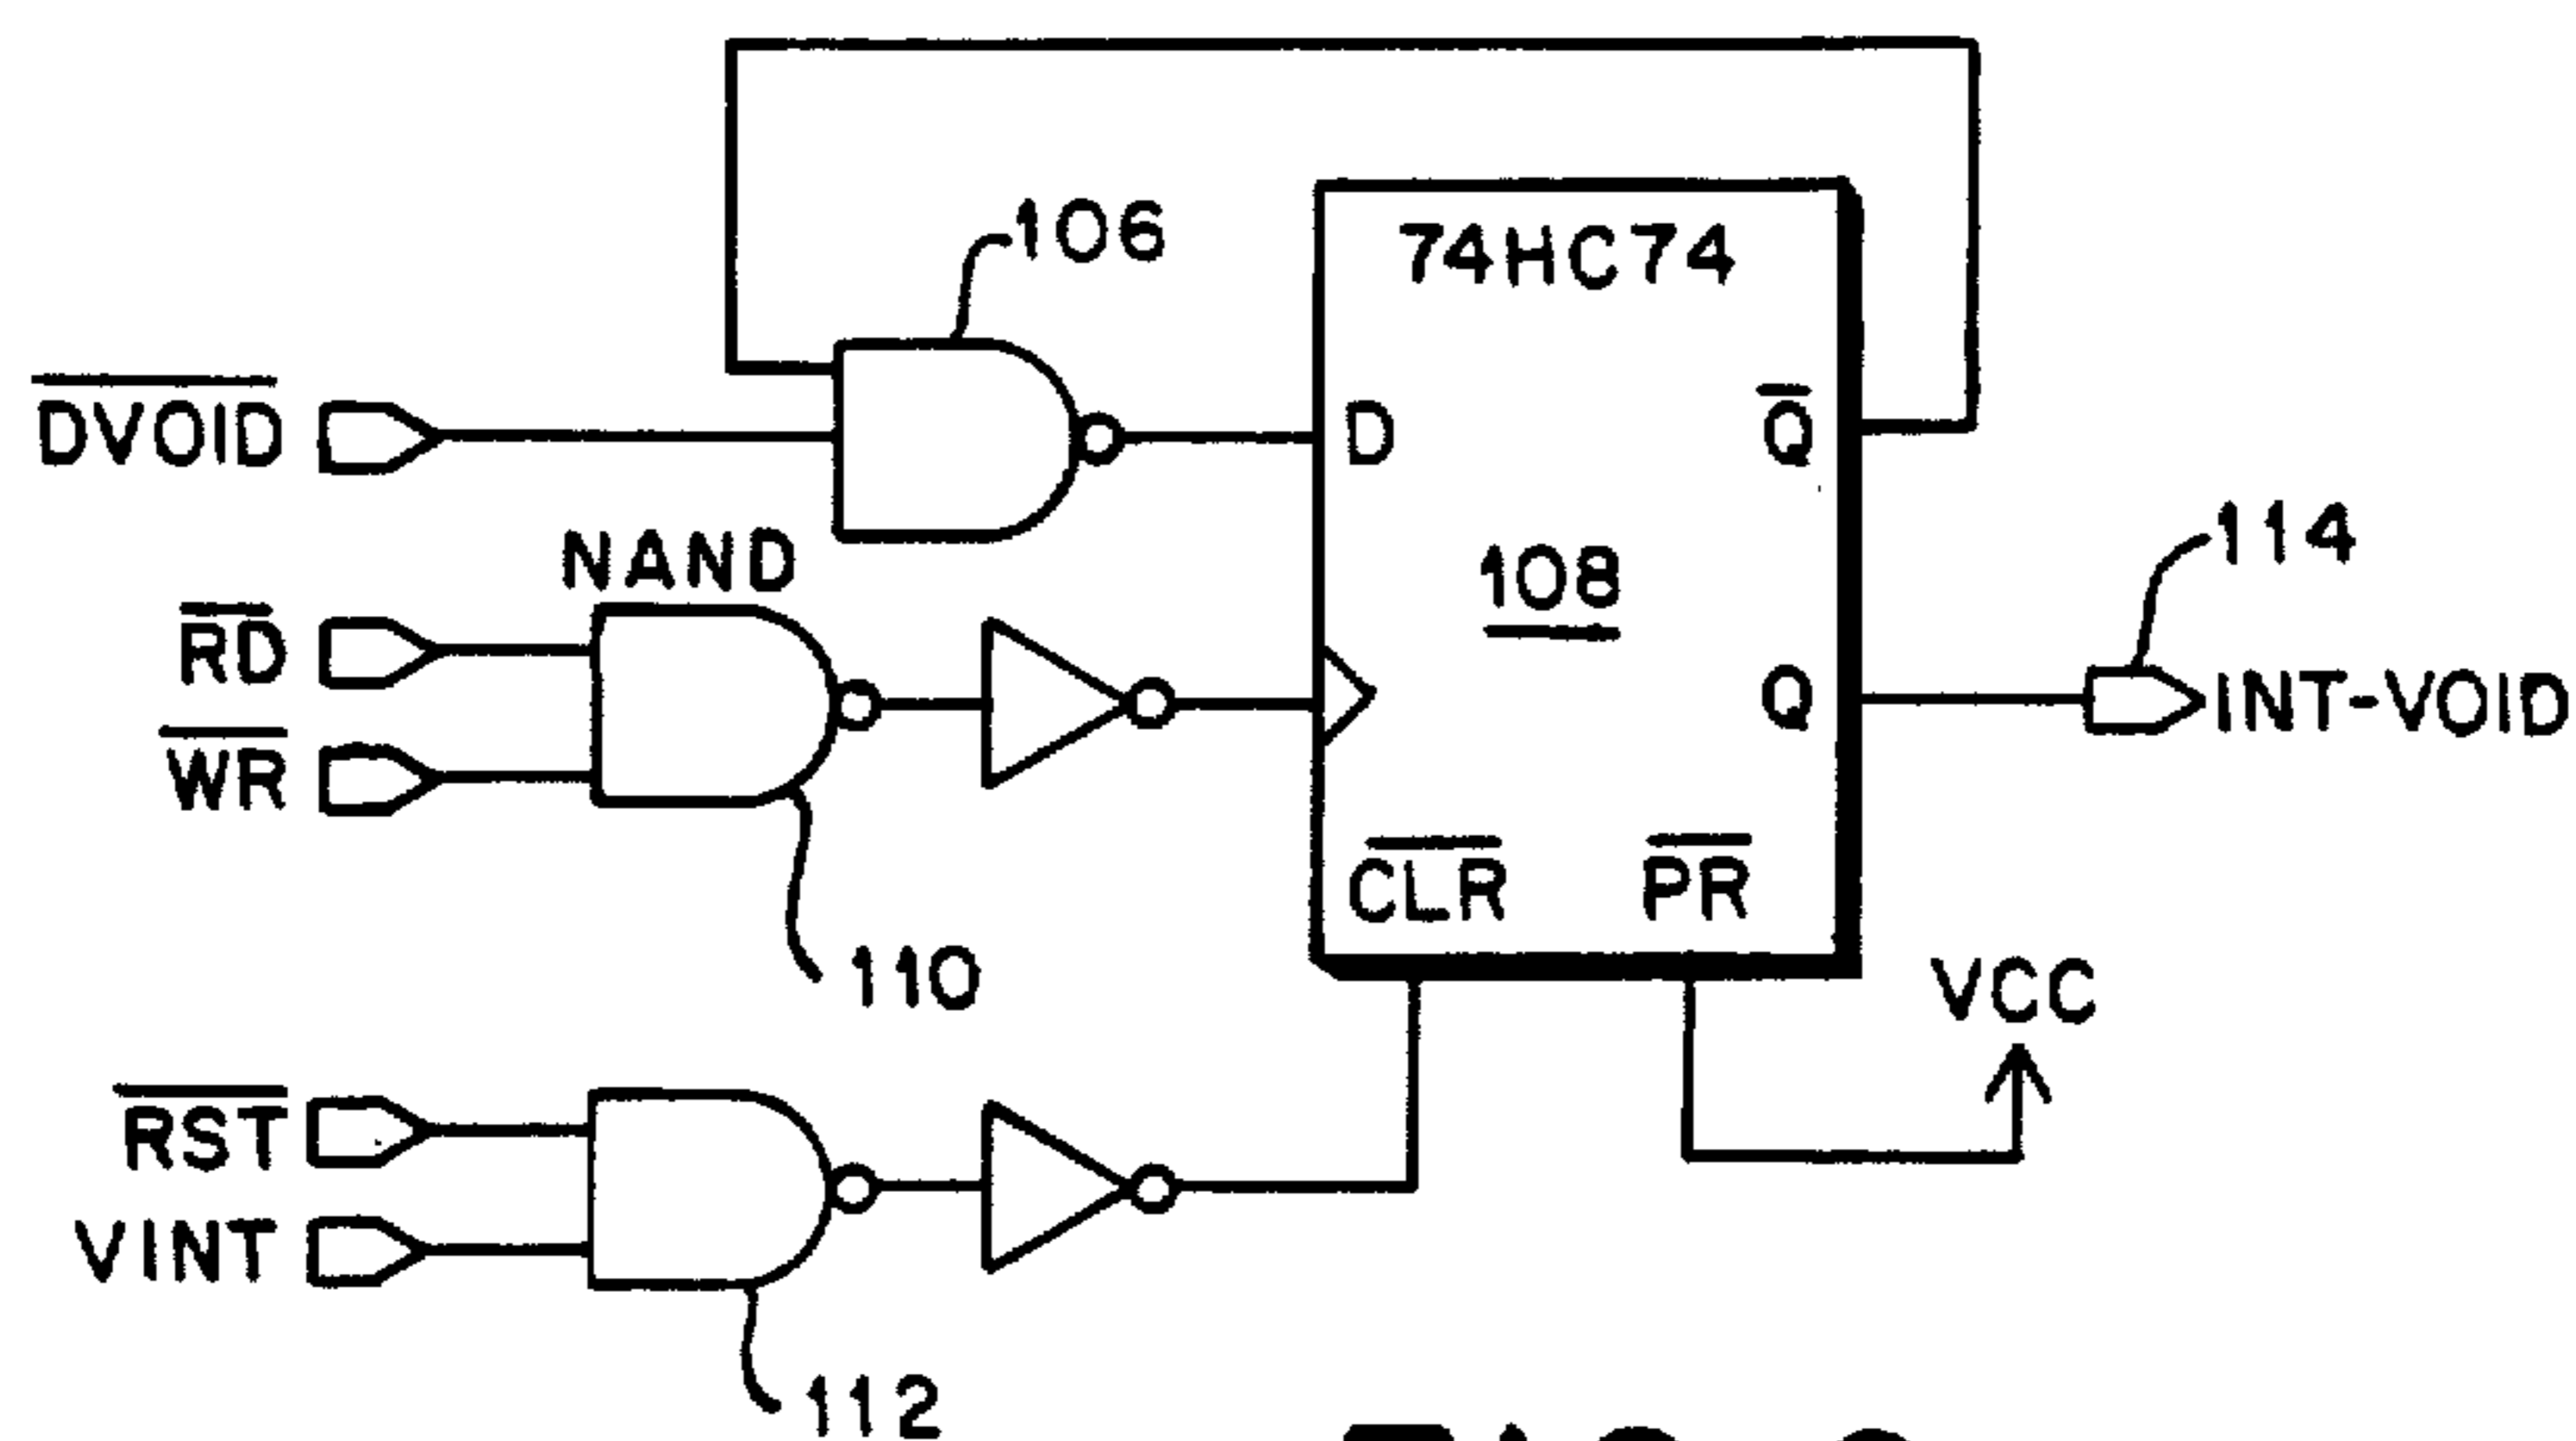 106
74HC74
DVOID
D
Q
NAND
108
114
RD
WR
Q
INT-VOID
CLR
PR
110
VCC
RST
VINT
112